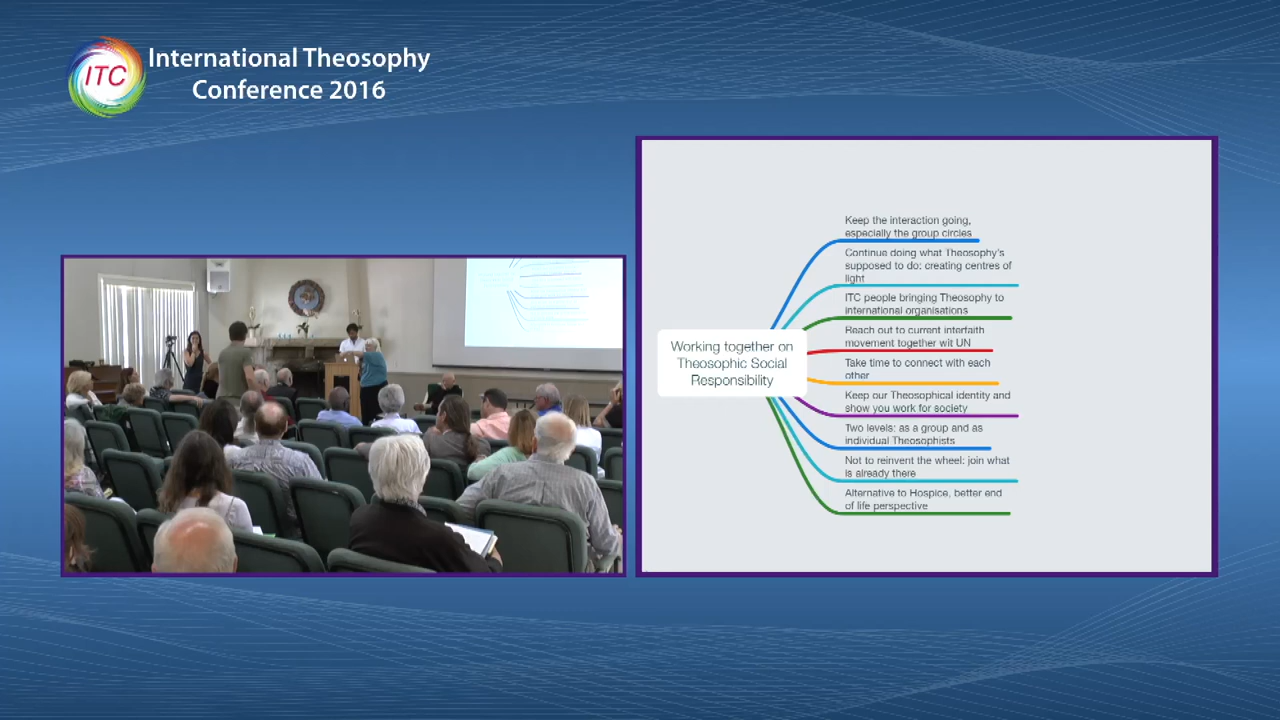 ITC
International Theosophy
Conference 2016
Working together on
Theosophic Social
Responsibility
Keep the interaction going,
especially the group circles
Continue doing what Theosophy's
supposed to do: creating centres of
light
ITC people bringing Theosophy to
international organisations
Reach out to current interfaith
movement together wit UN
Take time to connect with each
other
Keep our Theosophical identity and
show you work for society
Two levels: as a group and as
individual Theosophists
Not to reinvent the wheel: join what
is already there
Alternative to Hospice, better end
of life perspective